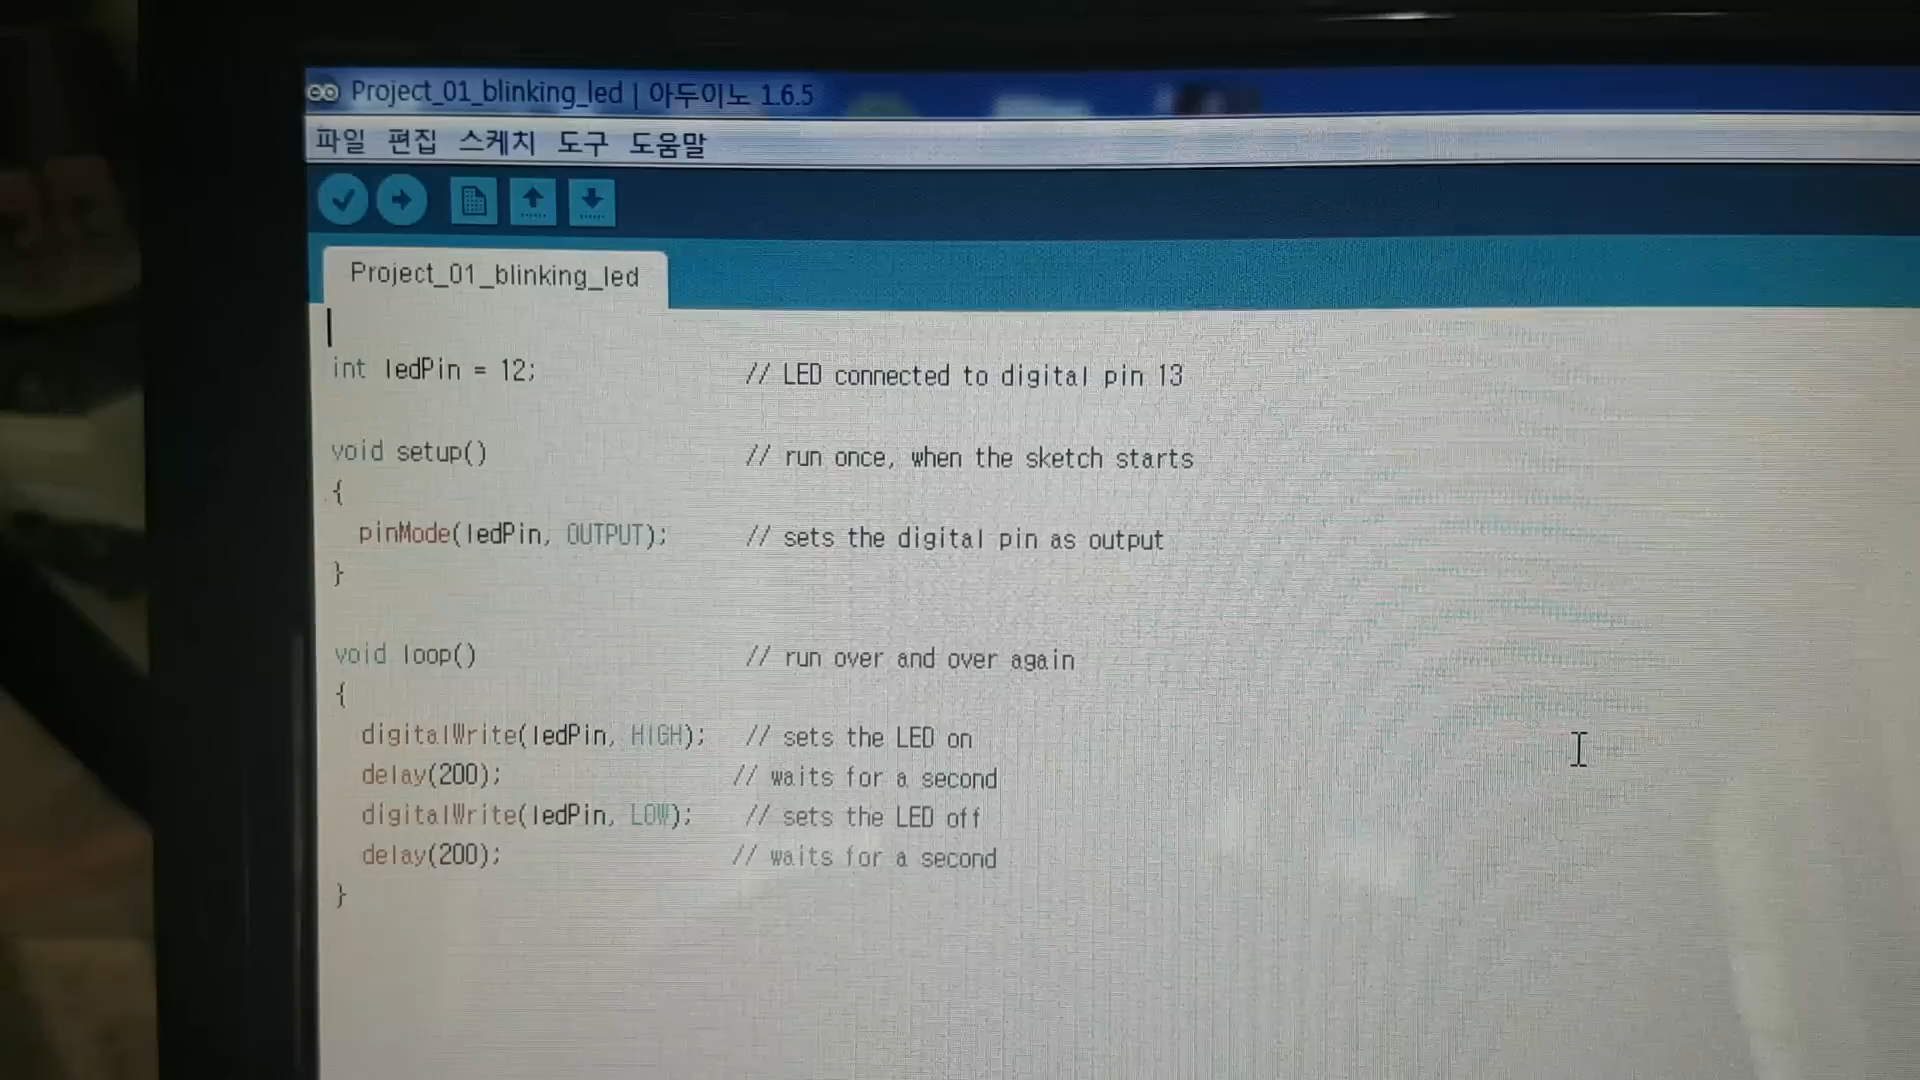 Project_01_blinking_led | 아두이노 1.6.5
파일 편집 스케치 도구 도움말
Project_01_blinking_led
int ledPin = 12; // LED connected to digital pin 13
void setup() // run once, when the sketch starts
{
pinMode(ledPin, OUTPUT); // sets the digital pin as output
}
void loop() // run over and over again
{
digitalWrite(ledPin, HIGH); // sets the LED on
delay(200); // waits for a second
digitalWrite(ledPin, LOW); // sets the LED off
delay(200); // waits for a second
}